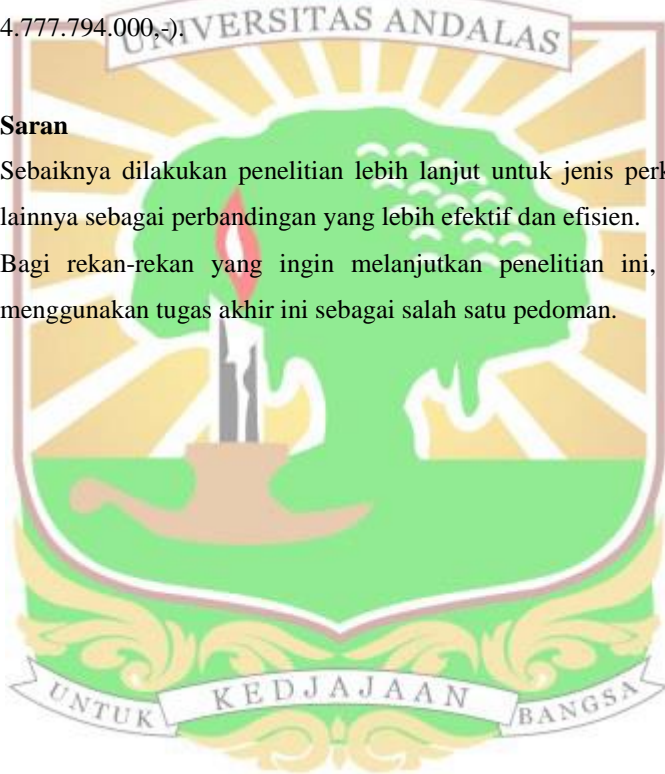 4.777.794.000,-).
UNIVERSITAS ANDALAS
Saran
Sebaiknya dilakukan penelitian lebih lanjut untuk jenis
lainnya sebagai perbandingan yang lebih efektif dan efisien.
Bagi rekan-rekan yang ingin melanjutkan penelitian ini,
menggunakan tugas akhir ini sebagai salah satu pedoman.
UNTUK KEDJAJAAN BANGSA